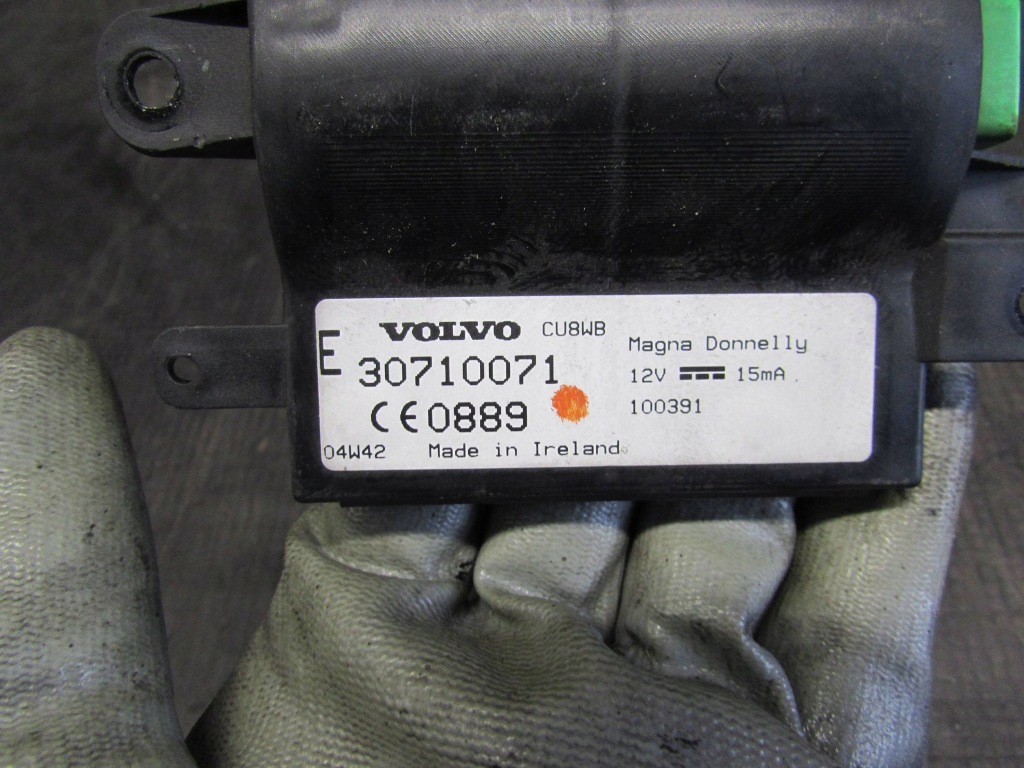 VOLVO CU8WB
E
30710071
CE0889
04W42 Made in Ireland
Magna Donnelly
12V 15mA
100391